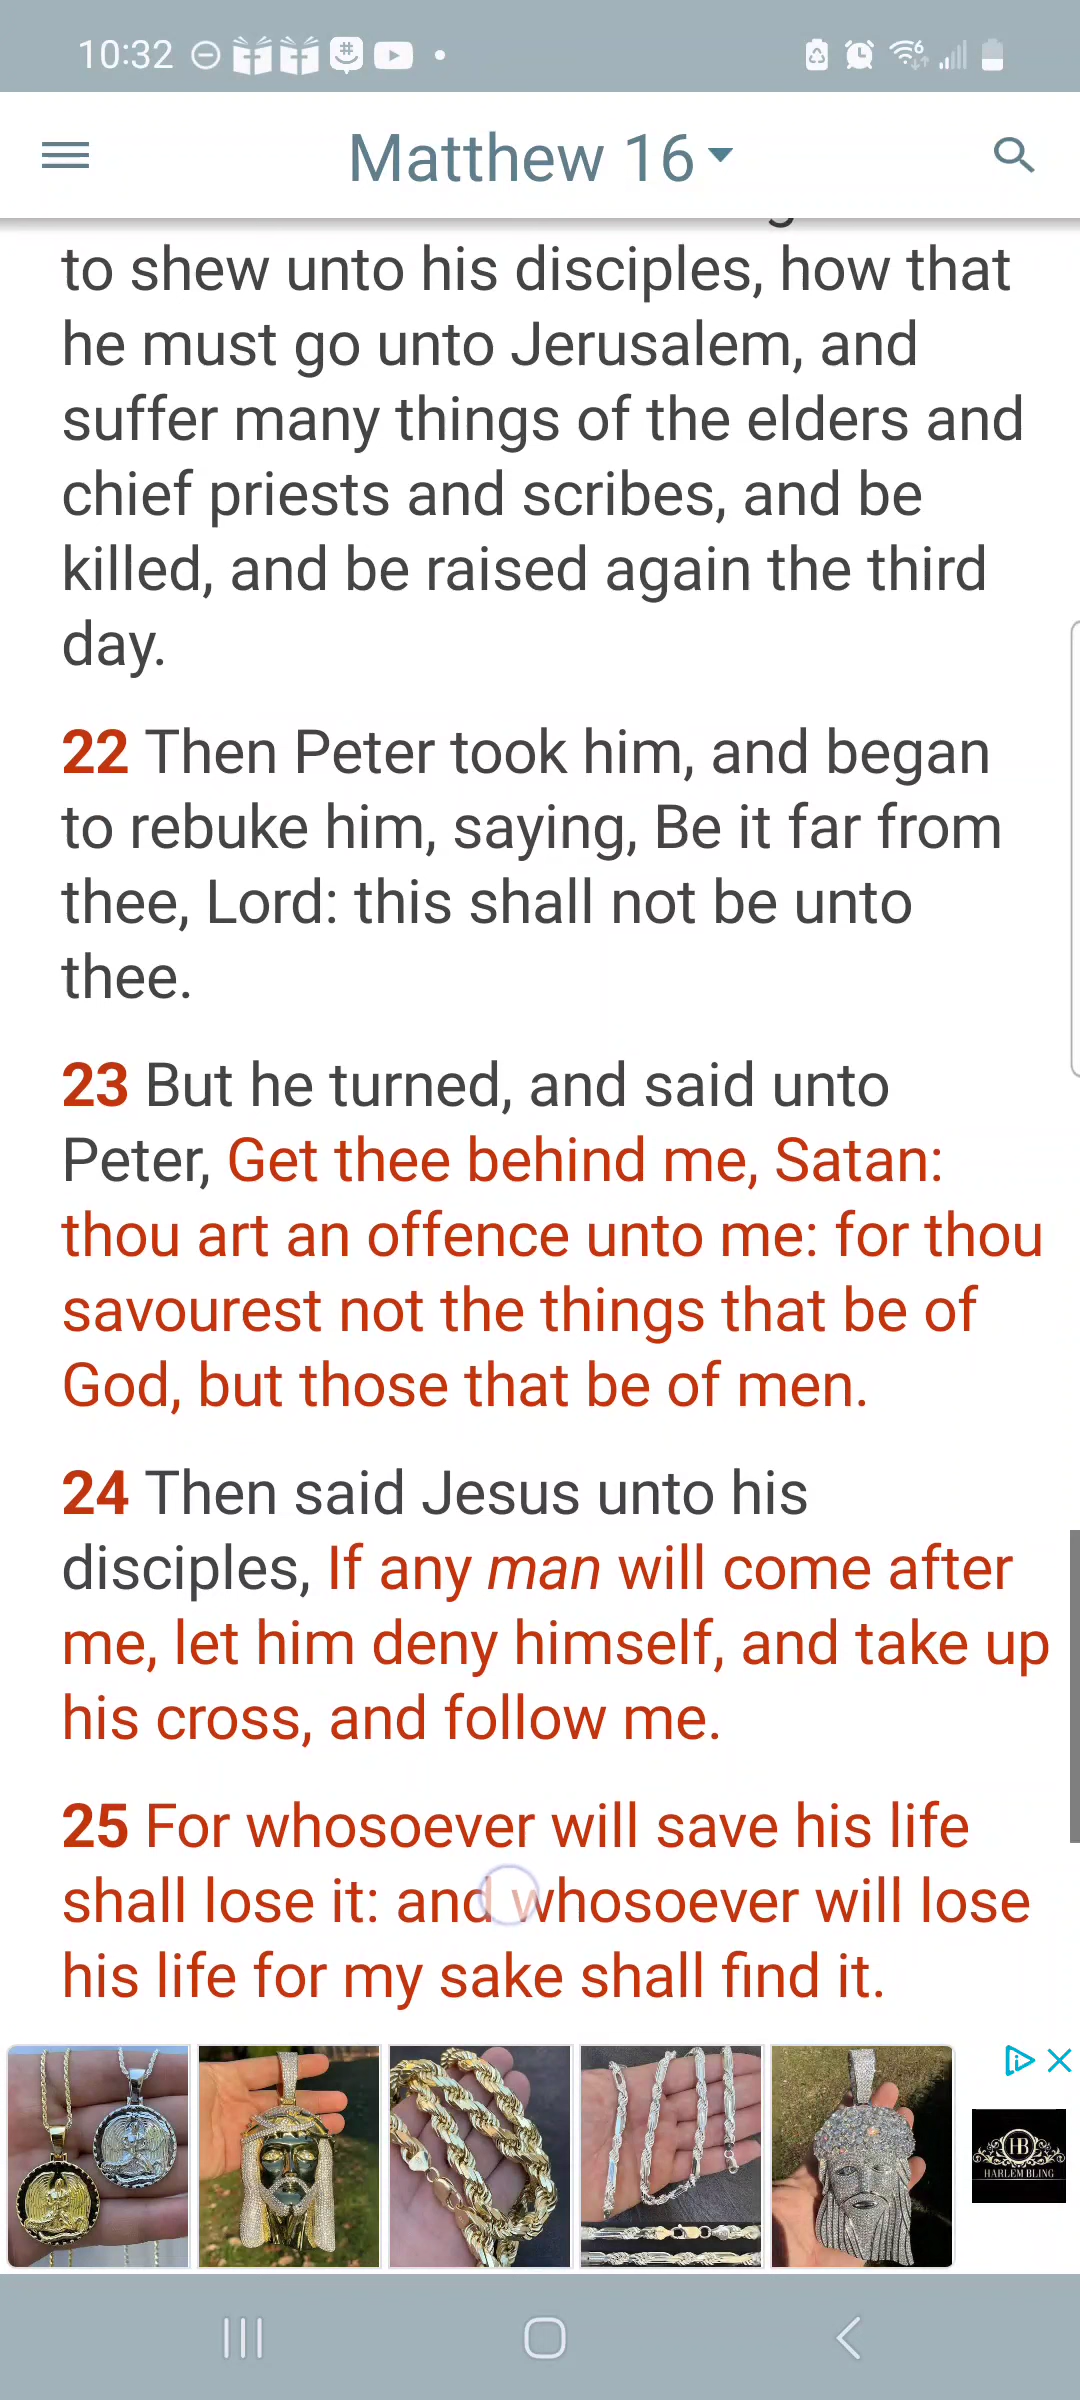 10:32
Matthew 16
to shew unto his disciples, how that
he must go unto Jerusalem, and
suffer many things of the elders and
chief priests and scribes, and be
killed, and be raised again the third
day.
22 Then Peter took him, and began
to rebuke him, saying, Be it far from
thee, Lord: this shall not be unto
thee.
23 But he turned, and said unto
Peter, Get thee behind me, Satan:
thou art an offence unto me: for thou
savourest not the things that be of
God, but those that be of men.
24 Then said Jesus unto his
disciples, If any man will come after
me, let him deny himself, and take up
his cross, and follow me.
25 For whosoever will save his life
shall lose it: and whosoever will lose
his life for my sake shall find it.
HB
HARLEM BLING